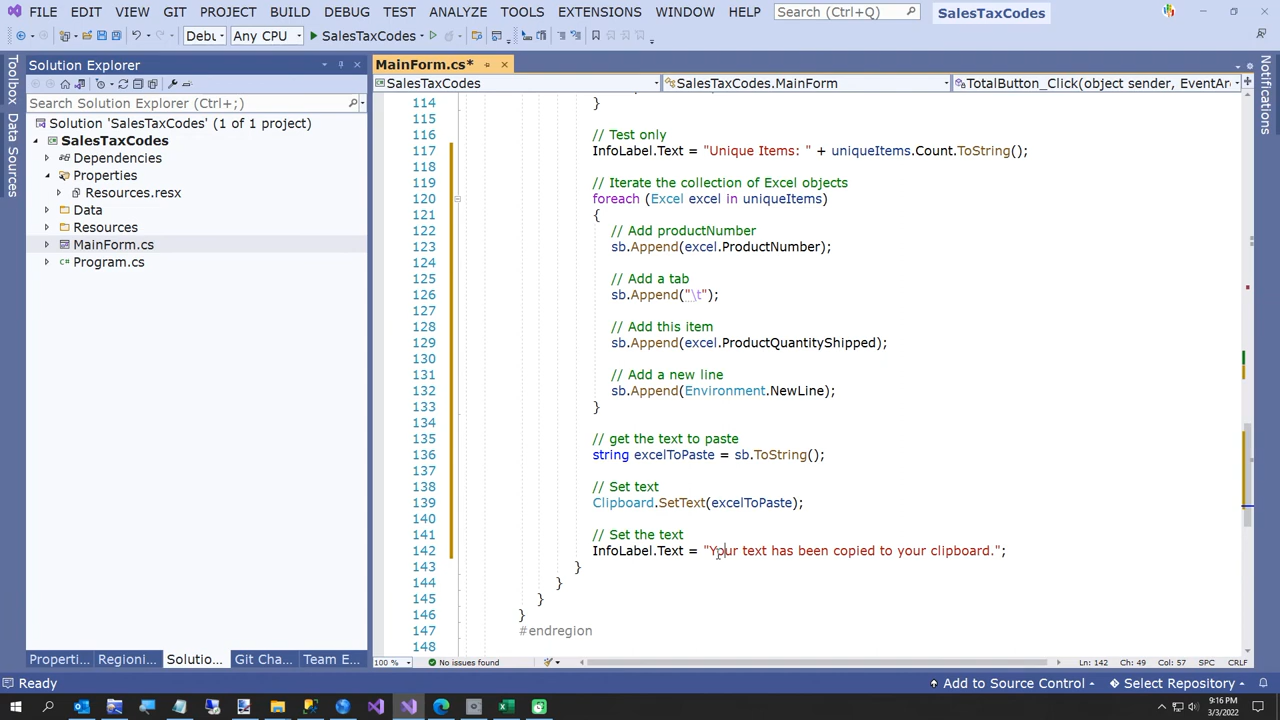 FILE EDIT VIEW GIT PROJECT BUILD DEBUG TEST ANALYZE TOOLS EXTENSIONS WINDOW HELP Search (Ctrl+Q) SalesTaxCodes
Debu Any CPU SalesTaxCodes
Toolbox
Data Sources
Solution Explorer
Search Solution Explorer (Ctrl+;)
Solution 'SalesTaxCodes' (1 of 1 project)
SalesTaxCodes
Dependencies
Properties
Resources.resx
Data
Resources
MainForm.cs
Program.cs
MainForm.cs*
SalesTaxCodes SalesTaxCodes.MainForm TotalButton_Click(object sender, EventAr
114 }
115
116 // Test only
117 InfoLabel.Text = "Unique Items: " + uniqueItems.Count.ToString();
118
119 // Iterate the collection of Excel objects
120 foreach (Excel excel in uniqueItems)
121 {
122 // Add productNumber
123 sb.Append(excel.ProductNumber);
124
125 // Add a tab
126 sb.Append("\t");
127
128 // Add this item
129 sb.Append(excel.ProductQuantityShipped);
130
131 // Add a new line
132 sb.Append(Environment.NewLine);
133 }
134
135 // get the text to paste
136 string excelToPaste = sb.ToString();
137
138 // Set text
139 Clipboard.SetText(excelToPaste);
140
141 // Set the text
142 InfoLabel.Text = "Your text has been copied to your clipboard.";
143 }
144 }
145 }
146 }
147 #endregion
148
Notifications
Properti... Regioni... Solutio... Git Cha... Team E...
100 % No issues found Ln: 142 Ch: 49 Col: 57 SPC CRLF
Ready Add to Source Control Select Repository
9:16 PM
3/3/2022